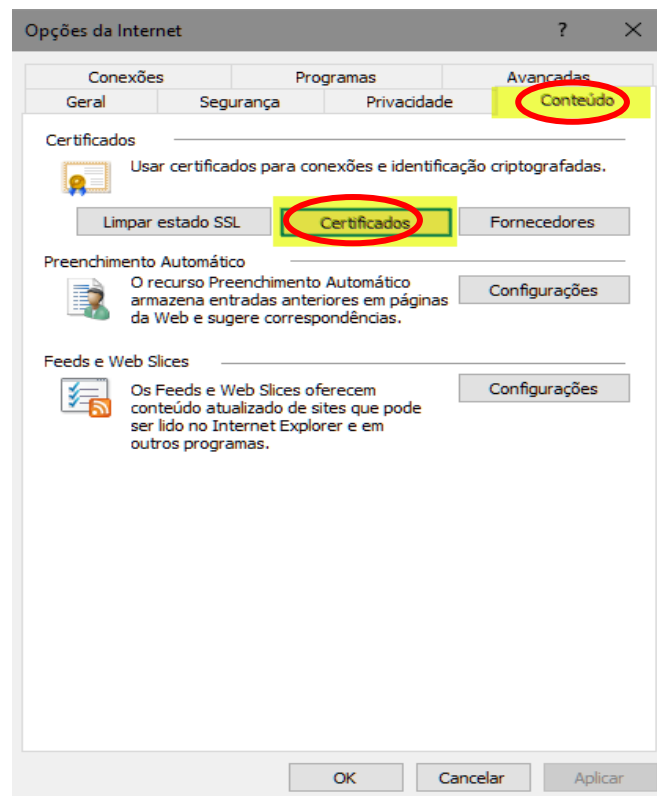 Opções da Internet ?
Conexões Programas Avançadas
Geral Segurança Privacidade Conteúdo
Certificados
Usar certificados para conexões e identificação criptografadas.
Limpar estado SSL Certificados Fornecedores
Preenchimento Automático
O recurso Preenchimento Automático
armazena entradas anteriores em páginas
da Web e sugere correspondências.
Configurações
Feeds e Web Slices
Os Feeds e Web Slices oferecem
conteúdo atualizado de sites que pode
ser lido no Internet Explorer e em
outros programas.
Configurações
OK Cancelar Aplicar